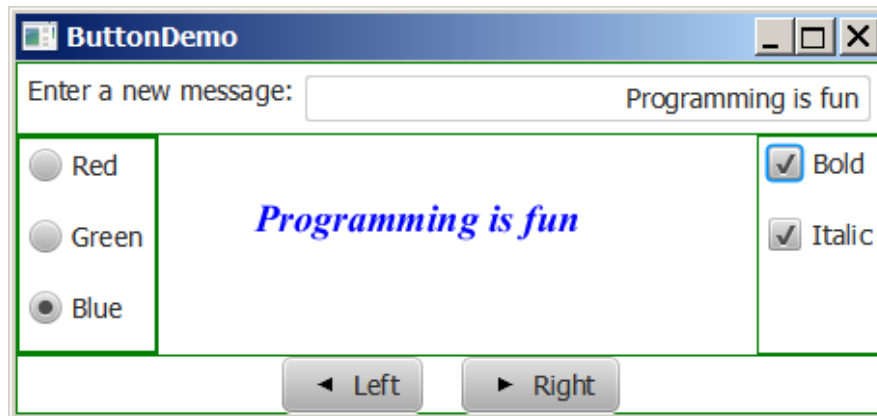 ButtonDemo
Enter a new message: Programming is fun
Red
Green
Blue
Programming is fun
Bold
Italic
Left
Right